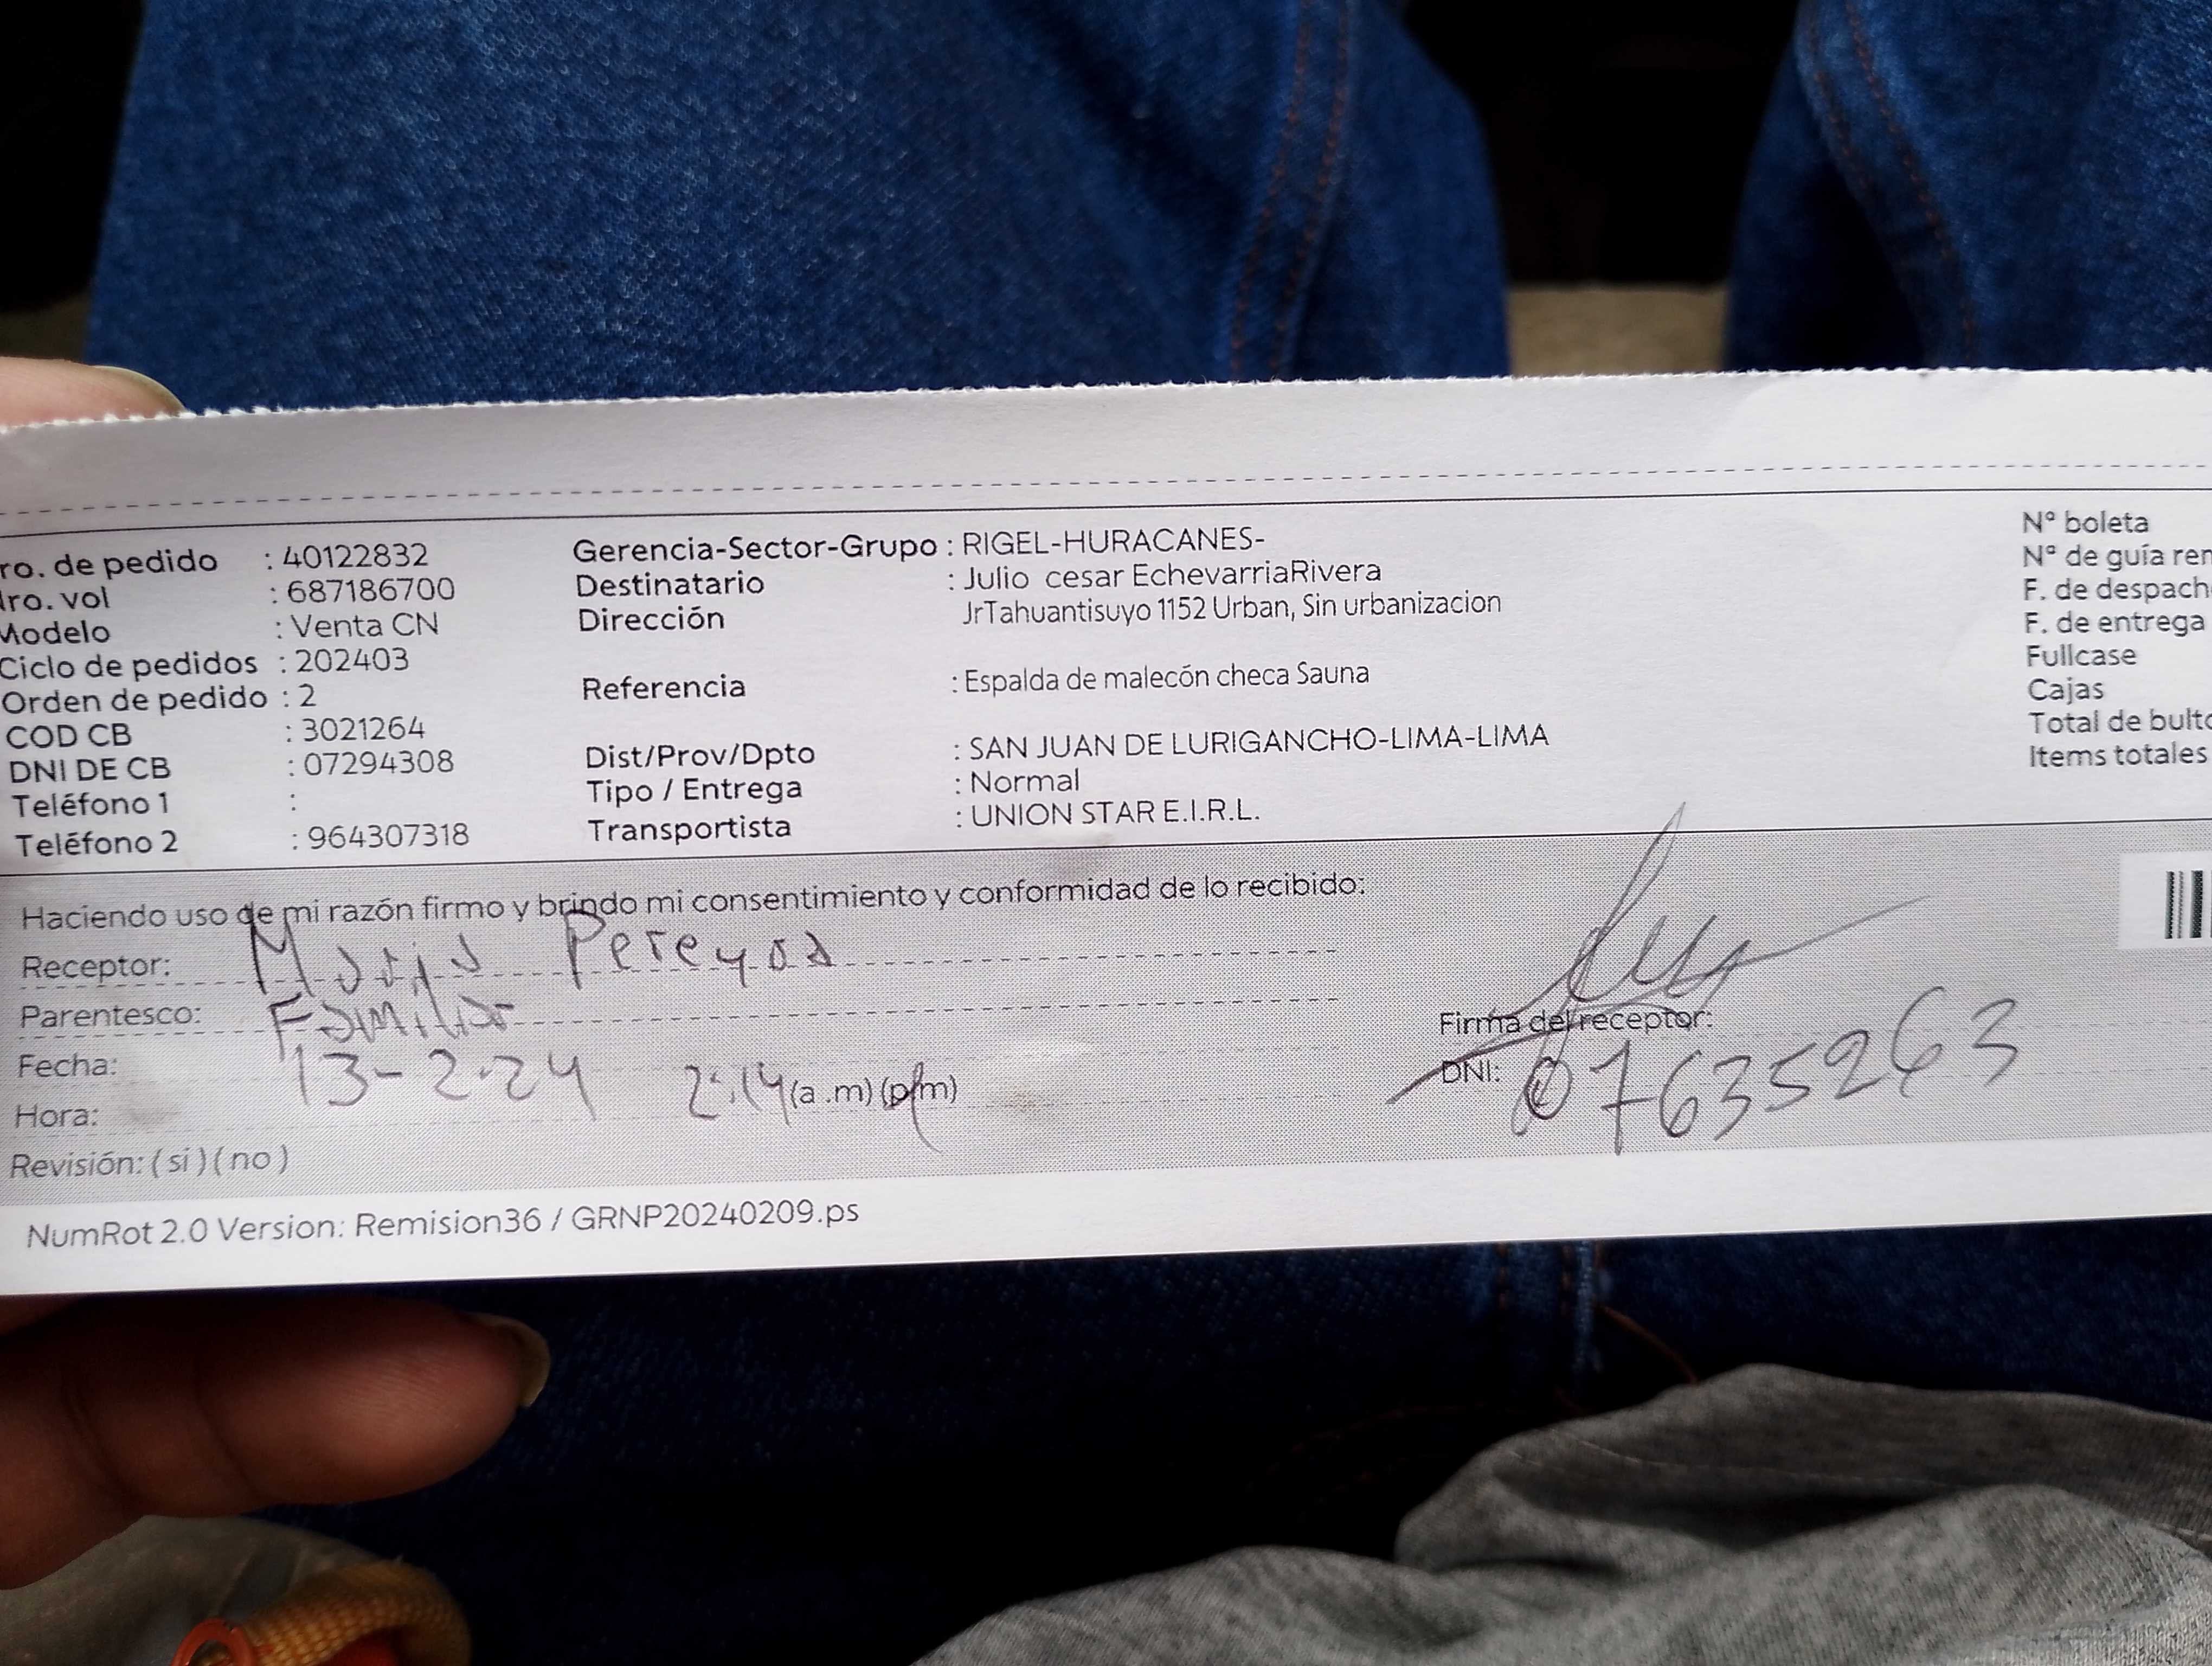 ro. de pedido : 40122832
ro. vol : 687186700
Modelo : Venta CN
Ciclo de pedidos : 202403
Orden de pedido : 2
COD CB : 3021264
DNI DE CB : 07294308
Teléfono 1 :
Teléfono 2 : 964307318
Gerencia-Sector-Grupo : RIGEL-HURACANES-
Destinatario : Julio cesar EchevarriaRivera
Dirección JrTahuantisuyo 1152 Urban, Sin urbanizacion
Referencia : Espalda de malecón checa Sauna
Dist/Prov/Dpto : SAN JUAN DE LURIGANCHO-LIMA-LIMA
Tipo / Entrega : Normal
Transportista : UNION STAR E.I.R.L.
N° boleta
N° de guía rem
F. de despach
F. de entrega
Fullcase
Cajas
Total de bulto
Items totales
Haciendo uso de mi razón firmo y brindo mi consentimiento y conformidad de lo recibido:
Receptor: Maria Pereyra
Parentesco: Familiar
Fecha: 13-2-24
Hora: 2:14 (a .m) (p.m)
Revisión: ( si ) ( no )
Firma del receptor:
DNI: 07635263
NumRot 2.0 Version: Remision36 / GRNP20240209.ps